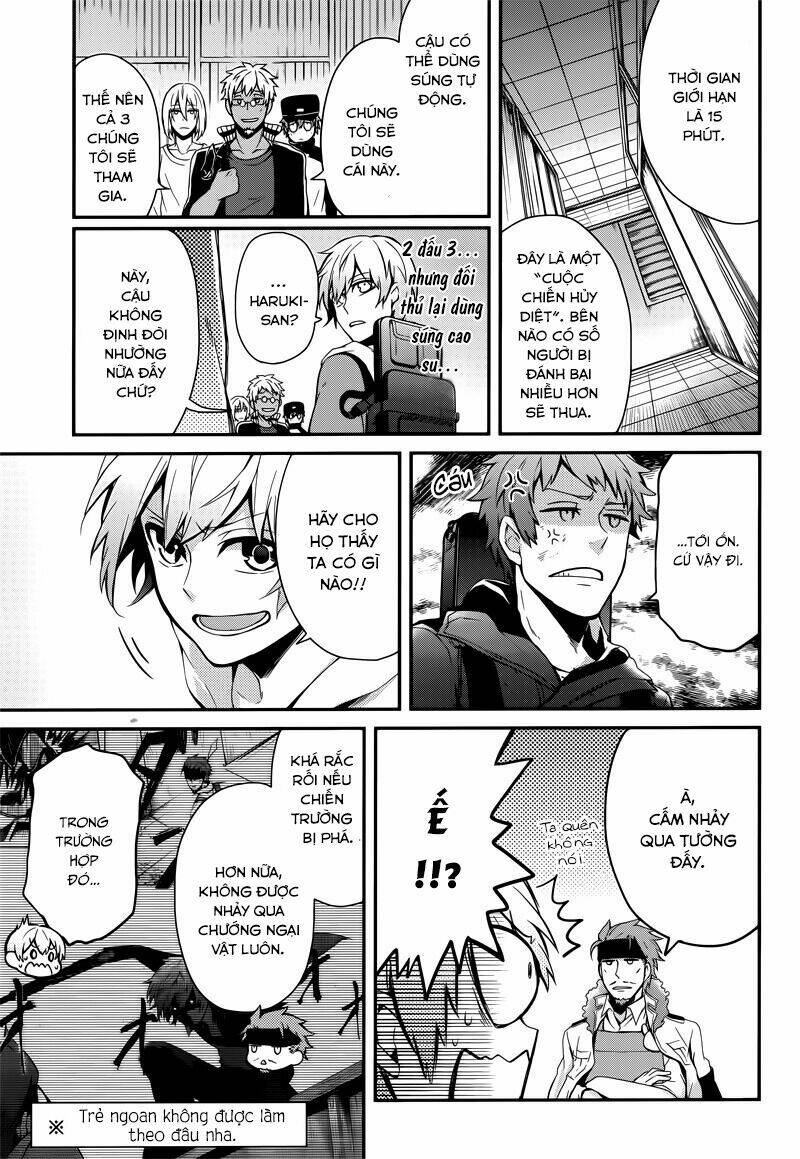 THỜI GIAN
GIỚI HẠN
LÀ 15
PHÚT.
ĐÂY LÀ MỘT
“CUỘC
CHIẾN HỦY
DIỆT”. BÊN
NÀO CÓ SỐ
NGƯỜI BỊ
ĐÁNH BẠI
NHIỀU HƠN
SẼ THUA.
CẬU CÓ
THỂ DÙNG
SÚNG TỰ
ĐỘNG.
CHÚNG
TÔI SẼ
DÙNG
CÁI NÀY.
THẾ NÊN
CẢ 3
CHÚNG
TÔI SẼ
THAM
GIA.
2 đấu 3...
nhưng đối
thủ lại dùng
súng cao
su...
...
HARUKI-
SAN?
NÀY,
CẬU
KHÔNG
ĐỊNH ĐÔI
NHƯỜNG
NỮA ĐẤY
CHỨ?
...TỚI ỔN.
CỨ VẬY ĐI.
Cáu
HÃY CHO
HỌ THẤY
TA CÓ GÌ
NÀO!!
À,
CẤM NHẢY
QUA TƯỜNG
ĐẤY.
Ta quên
không
nói.
Ế
!!?
KHÁ RẮC
RỐI NẾU
CHIẾN
TRƯỜNG
BỊ PHÁ.
HƠN NỮA,
KHÔNG ĐƯỢC
NHẢY QUA
CHƯỚNG NGẠI
VẬT LUÔN.
TRONG
TRƯỜNG
HỢP
ĐÓ...
※ Trẻ ngoan không được lầm
theo đâu nha.